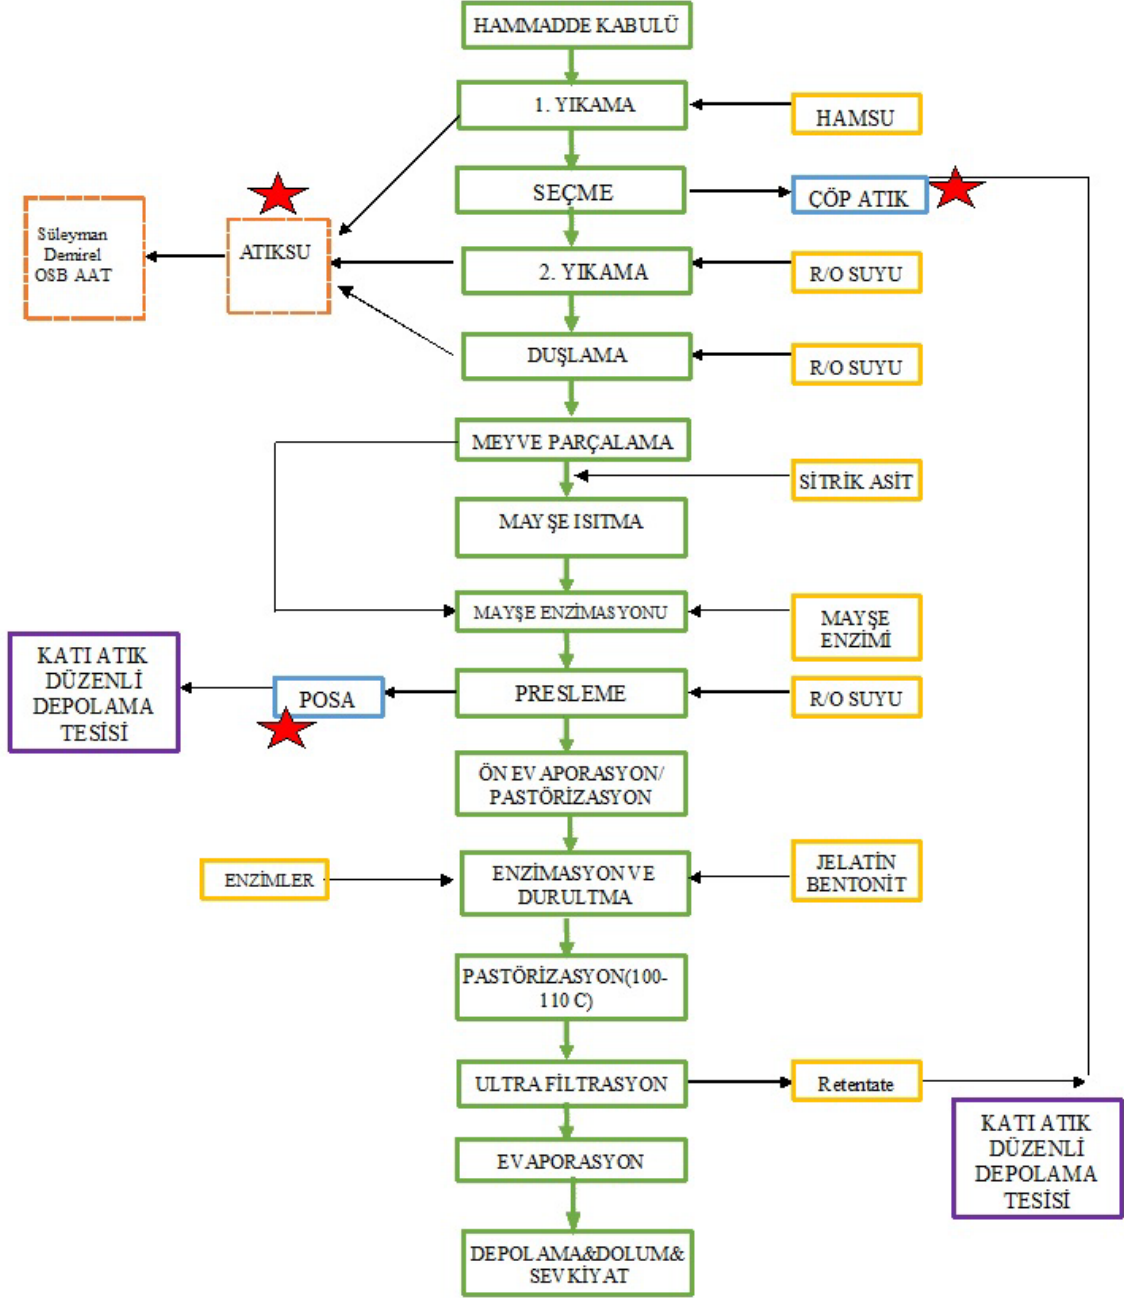 HAMMADDE KABULÜ
1. YIKAMA
HAMSU
SEÇME
ÇÖP ATIK
Süleyman
Demirel
OSB AAT
ATIKSU
2. YIKAMA
R/O SUYU
DUŞLAMA
R/O SUYU
MEYVE PARÇALAMA
SİTRİK ASİT
MAYŞE ISITMA
MAYŞE ENZİMASYONU
MAYŞE
ENZİMİ
KATI ATIK
DÜZENLİ
DEPOLAMA
TESİSİ
POSA
PRESLEME
R/O SUYU
ÖN EVAPORASYON/
PASTÖRİZASYON
ENZİMLER
ENZİMASYON VE
DURULTMA
JELATİN
BENTONİT
PASTÖRİZASYON(100-
110 C)
ULTRA FİLTRASYON
Retentate
KATI ATIK
DÜZENLİ
DEPOLAMA
TESİSİ
EVAPORASYON
DEPOLAMA&DOLUM&
SEVKİYAT